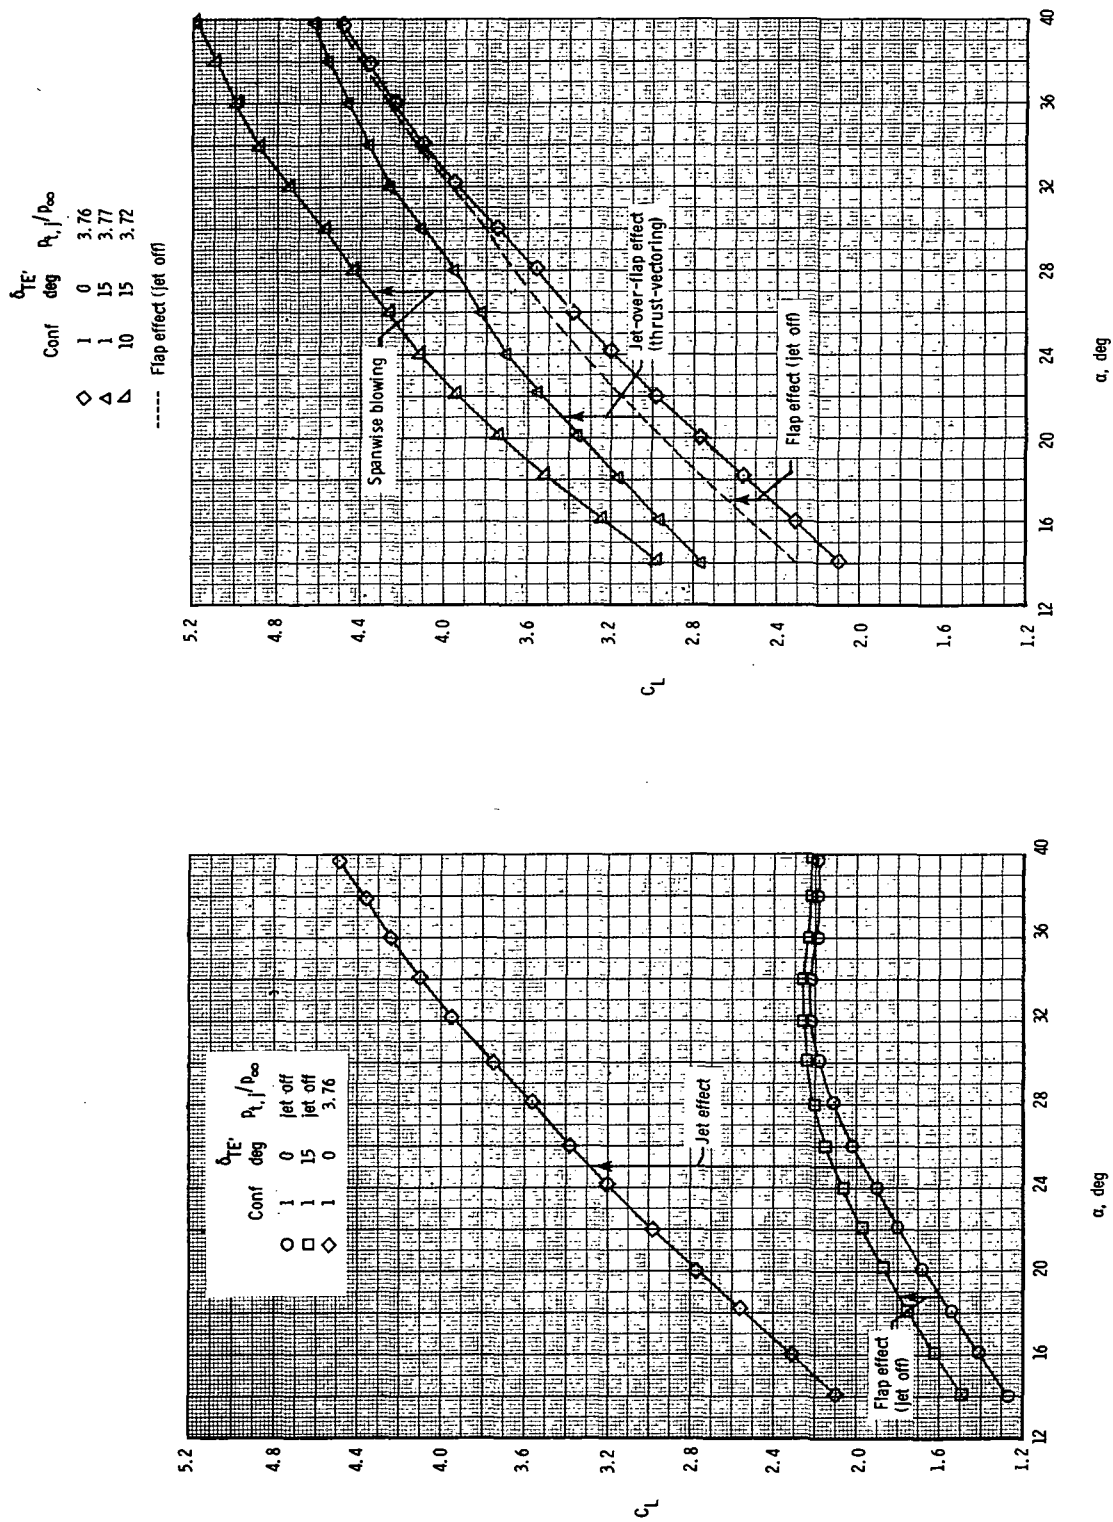 Conf δTE, deg pt,j/p∞
1 0 jet off
1 15 jet off
1 0 3.76
5.2
4.8
4.4
4.0
3.6
3.2
2.8
2.4
2.0
1.6
1.2
CL
Jet effect
Flap effect
(jet off)
12 16 20 24 28 32 36 40
α, deg
Conf δTE, deg pt,j/p∞
1 0 3.76
1 15 3.77
10 15 3.72
Flap effect (jet off)
5.2
4.8
4.4
4.0
3.6
3.2
2.8
2.4
2.0
1.6
1.2
CL
Spanwise blowing
Jet-over-flap effect
(thrust-vectoring)
Flap effect (jet off)
12 16 20 24 28 32 36 40
α, deg